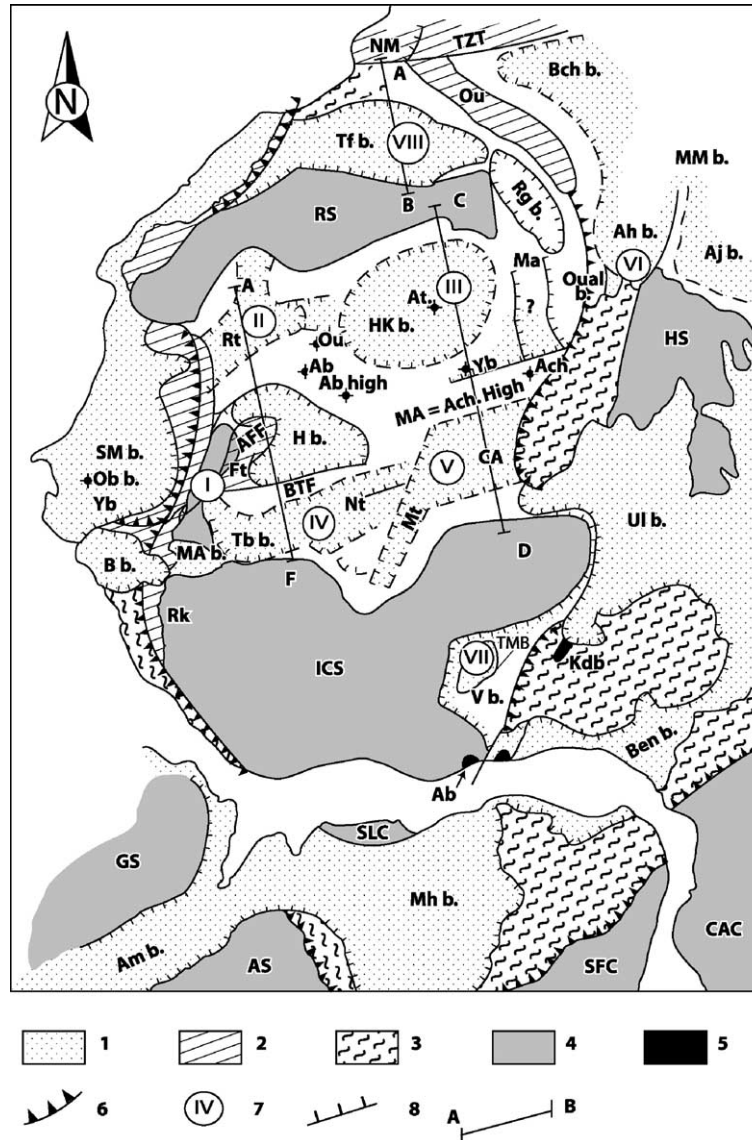 NM
TZT
A
Bch b.
N
Ou
Tf b.
VIII
MM b.
Rg b.
RS
B
C
Ah b.
Ma
VI
Aj b.
A
III
Oual b.
II
At.
?
HS
Rt
HK b.
Ou
Ab
Yb
Ach
Ab high
MA = Ach. High
AFF
H b.
SM b.
Ft
V
CA
Ob b.
I
BTF
Yb
Nt
IV
Mt
Ul b.
Tb b.
MA b.
B b.
F
D
Rk
TMB
VII
Kdb
ICS
V b.
Ben b.
Ab
SLC
GS
Mh b.
CAC
Am b.
AS
SFC
1
2
3
4
5
6
IV
7
8
A
B